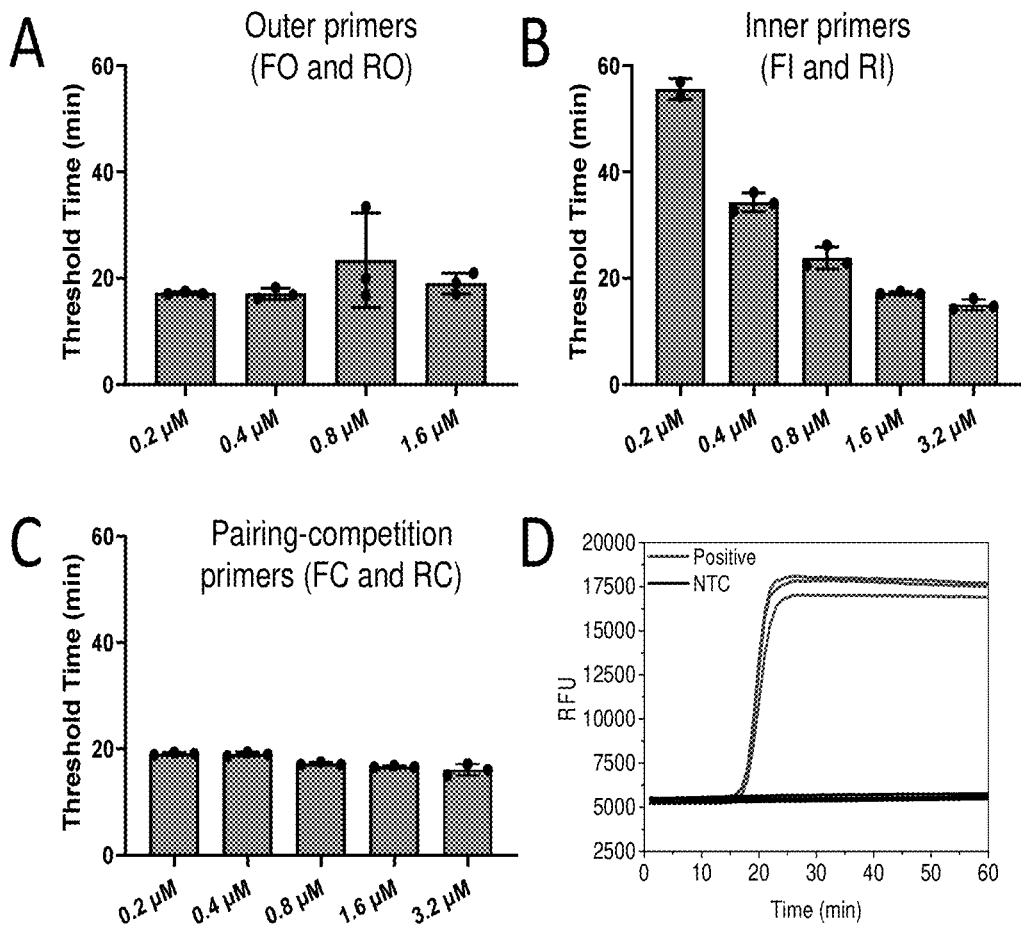 A
Outer primers
(FO and RO)
Threshold Time (min)
60
40
20
0
0.2 µM
0.4 µM
0.8 µM
1.6 µM
B
Inner primers
(FI and RI)
Threshold Time (min)
60
40
20
0
0.2 µM
0.4 µM
0.8 µM
1.6 µM
3.2 µM
C
Pairing-competition
primers (FC and RC)
Threshold Time (min)
60
40
20
0
0.2 µM
0.4 µM
0.8 µM
1.6 µM
3.2 µM
D
Positive
NTC
RFU
20000
17500
15000
12500
10000
7500
5000
2500
0
10
20
30
40
50
60
Time (min)